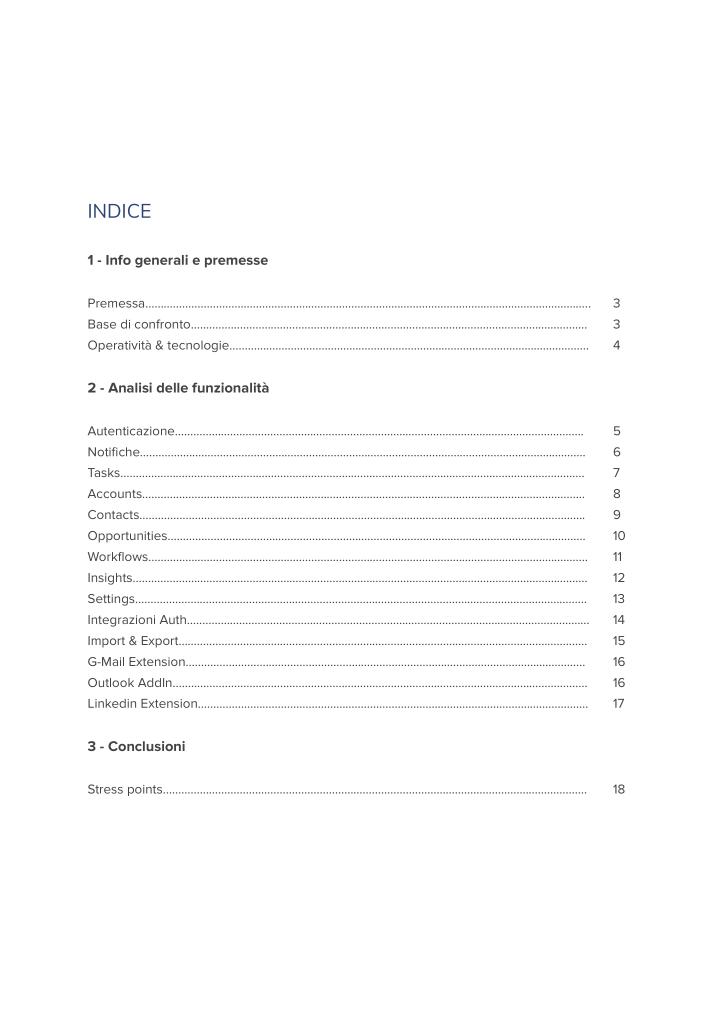 INDICE
1 - Info generali e premesse
Premessa.................................................................................................................................................. 3
Base di confronto.................................................................................................................................. 3
Operatività & tecnologie..................................................................................................................... 4
2 - Analisi delle funzionalità
Autenticazione...................................................................................................................................... 5
Notifiche................................................................................................................................................. 6
Tasks....................................................................................................................................................... 7
Accounts................................................................................................................................................ 8
Contacts................................................................................................................................................. 9
Opportunities........................................................................................................................................ 10
Workflows.............................................................................................................................................. 11
Insights................................................................................................................................................... 12
Settings.................................................................................................................................................. 13
Integrazioni Auth.................................................................................................................................. 14
Import & Export..................................................................................................................................... 15
G-Mail Extension.................................................................................................................................. 16
Outlook AddIn....................................................................................................................................... 16
Linkedin Extension............................................................................................................................... 17
3 - Conclusioni
Stress points.......................................................................................................................................... 18